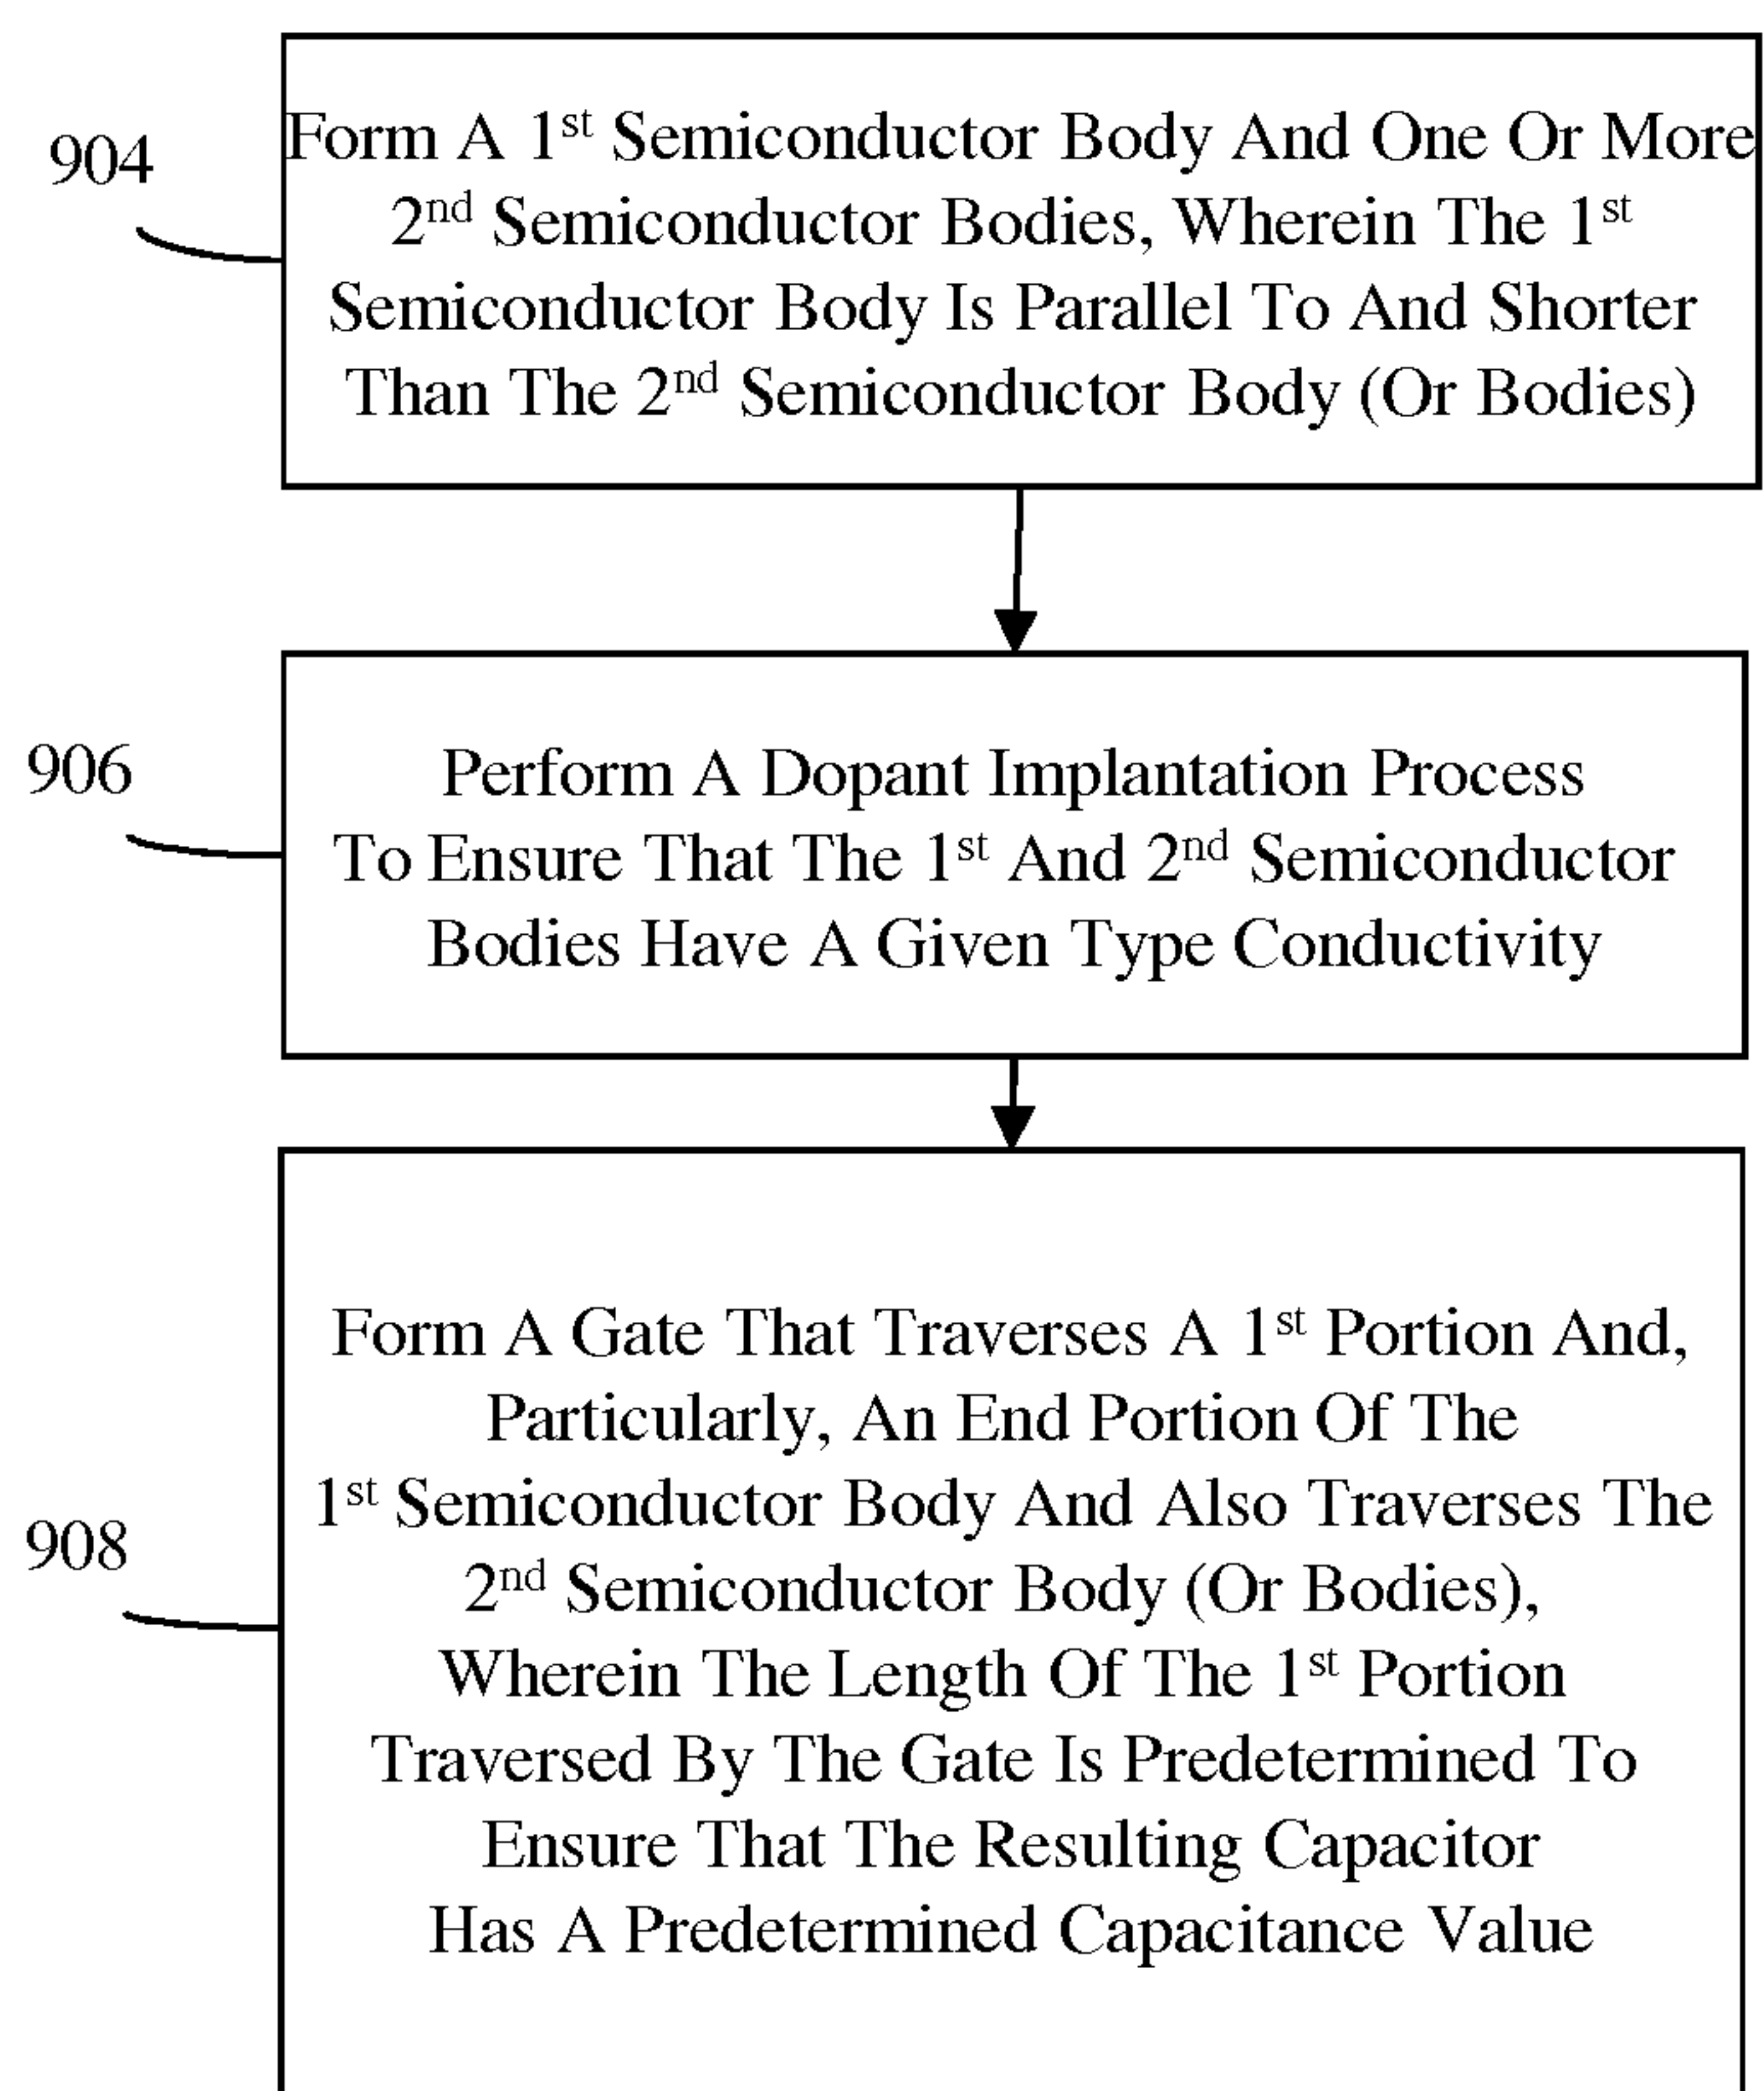 904
Form A 1st Semiconductor Body And One Or More
2nd Semiconductor Bodies, Wherein The 1st
Semiconductor Body Is Parallel To And Shorter
Than The 2nd Semiconductor Body (Or Bodies)
906
Perform A Dopant Implantation Process
To Ensure That The 1st And 2nd Semiconductor
Bodies Have A Given Type Conductivity
908
Form A Gate That Traverses A 1st Portion And,
Particularly, An End Portion Of The
1st Semiconductor Body And Also Traverses The
2nd Semiconductor Body (Or Bodies),
Wherein The Length Of The 1st Portion
Traversed By The Gate Is Predetermined To
Ensure That The Resulting Capacitor
Has A Predetermined Capacitance Value